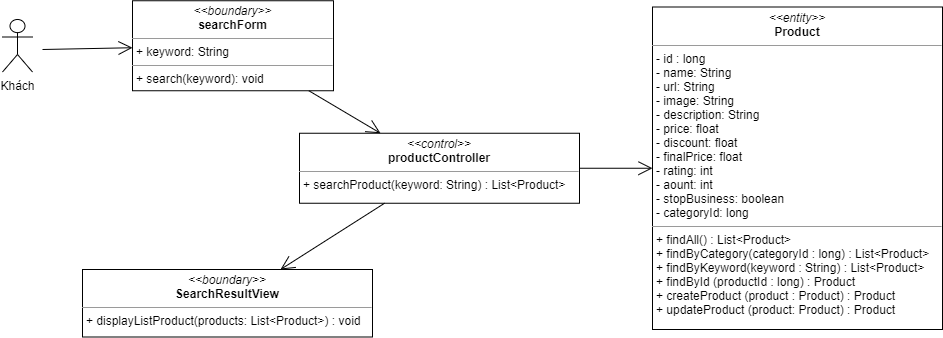 Khách
<<boundary>>
searchForm
+ keyword: String
+ search(keyword): void
<<control>>
productController
+ searchProduct(keyword: String) : List<Product>
<<boundary>>
SearchResultView
+ displayListProduct(products: List<Product>) : void
<<entity>>
Product
- id : long
- name: String
- url: String
- image: String
- description: String
- price: float
- discount: float
- finalPrice: float
- rating: int
- aount: int
- stopBusiness: boolean
- categoryId: long
+ findAll() : List<Product>
+ findByCategory(categoryId : long) : List<Product>
+ findByKeyword(keyword : String) : List<Product>
+ findById (productId : long) : Product
+ createProduct (product : Product) : Product
+ updateProduct (product: Product) : Product